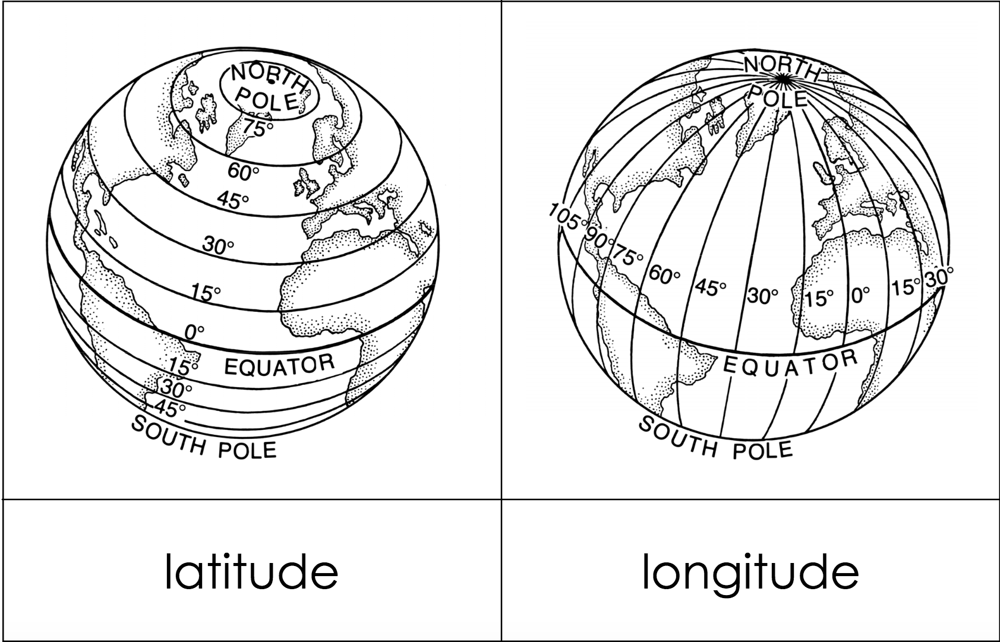 NORTH
POLE
75°
60°
45°
30°
15°
0°
EQUATOR
15°
30°
45°
SOUTH POLE
latitude
NORTH
POLE
105° 90° 75° 60° 45° 30° 15° 0° 15° 30°
EQUATOR
SOUTH POLE
longitude